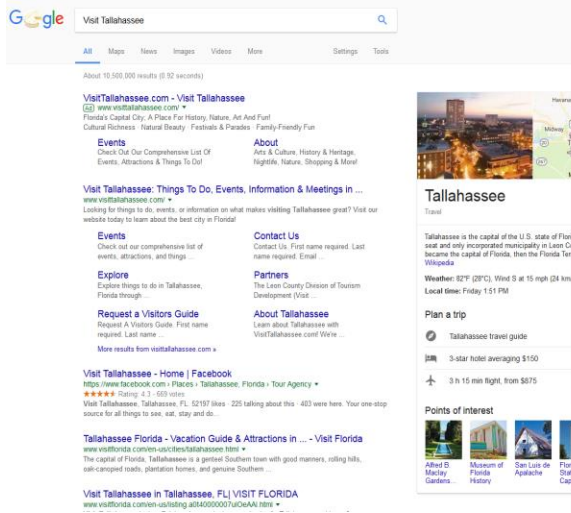 Google
Visit Tallahassee
All Maps News Images Videos More Settings Tools
About 10,500,000 results (0.92 seconds)
VisitTallahassee.com - Visit Tallahassee
Ad www.visittallahassee.com/
Florida's Capital City, A Place For History, Nature, Art And Fun!
Cultural Richness · Natural Beauty · Festivals & Parades · Family-Friendly Fun
Events
Check Out Our Comprehensive List Of
Events, Attractions & Things To Do!
About
Arts & Culture, History & Heritage,
Nightlife, Nature, Shopping & More!
Visit Tallahassee: Things To Do, Events, Information & Meetings in ...
www.visittallahassee.com/
Looking for things to do, events, or information on what makes visiting Tallahassee great? Visit our
website today to learn about the best city in Florida!
Events
Check out our comprehensive list of
events, attractions, and things ...
Contact Us
Contact Us. First name required. Last
name required. Email ...
Explore
Explore things to do in Tallahassee,
Florida through ...
Partners
The Leon County Division of Tourism
Development (Visit ...
Request a Visitors Guide
Request A Visitors Guide. First name
required. Last name ...
About Tallahassee
Learn about Tallahassee with
VisitTallahassee.com! We're ...
More results from visittallahassee.com »
Visit Tallahassee - Home | Facebook
https://www.facebook.com › Places › Tallahassee, Florida › Tour Agency
Rating: 4.3 - 669 votes
Visit Tallahassee, Tallahassee, FL. 52197 likes · 225 talking about this · 403 were here. Your one-stop
source for all things to see, eat, stay and do...
Tallahassee Florida - Vacation Guide & Attractions in ... - Visit Florida
www.visitflorida.com/en-us/cities/tallahassee.html
The capital of Florida, Tallahassee is a genteel Southern town with good manners, rolling hills,
oak-canopied roads, plantation homes, and genuine Southern ...
Visit Tallahassee in Tallahassee, FL| VISIT FLORIDA
Havana
Midway
Tallahassee
Travel
Tallahassee is the capital of the U.S. state of Flori
seat and only incorporated municipality in Leon Co
became the capital of Florida, then the Florida Ter
Wikipedia
Weather: 82°F (28°C), Wind S at 15 mph (24 km
Local time: Friday 1:51 PM
Plan a trip
Tallahassee travel guide
3-star hotel averaging $150
3 h 15 min flight, from $875
Points of interest
Alfred B.
Maclay
Gardens...
Museum of
Florida
History
San Luis de
Apalache
Flor
Stat
Cap